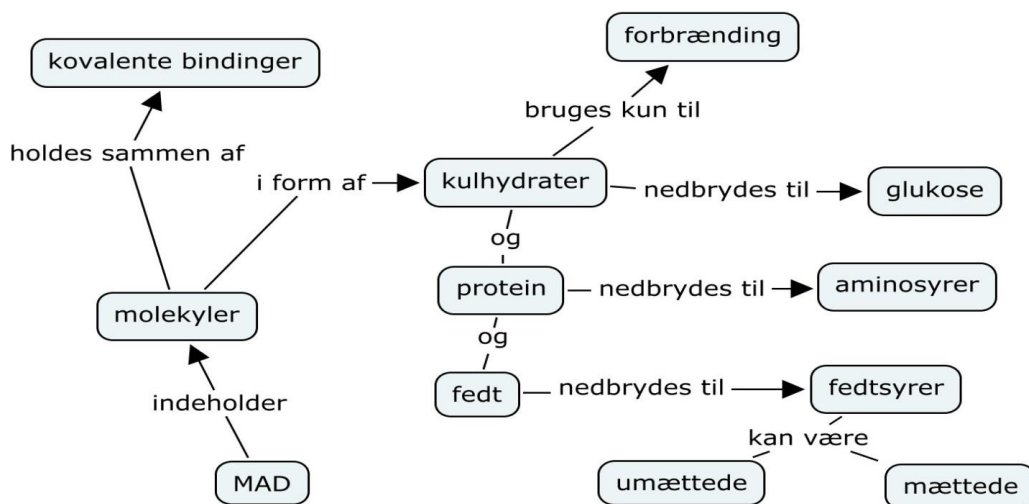 forbrænding
kovalente bindinger
bruges kun til
holdes sammen af
i form af
kulhydrater
nedbrydes til
glukose
og
protein
nedbrydes til
aminosyrer
molekyler
og
fedt
nedbrydes til
fedtsyrer
indeholder
kan være
MAD
umættede
mættede